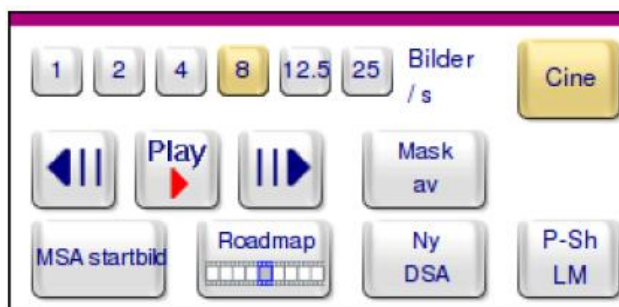 1 2 4 8 12.5 25 Bilder / s Cine
Play Mask av
MSA startbild Roadmap Ny DSA P-Sh LM